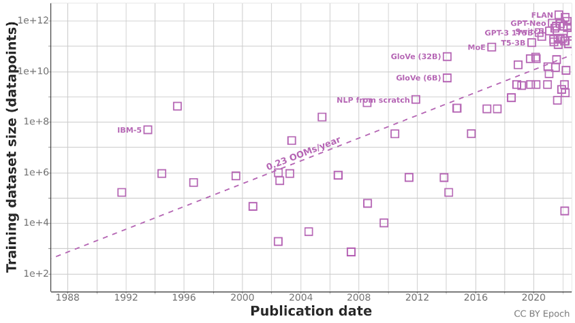 Training dataset size (datapoints)
1e+12
1e+10
1e+8
1e+6
1e+4
1e+2
FLAN
GPT-Neo
GPT-3 175B
T5-3B
MoE
GloVe (32B)
GloVe (6B)
NLP from scratch
IBM-5
0.23 OOMs/year
1988
1992
1996
2000
2004
2008
2012
2016
2020
Publication date
CC BY Epoch